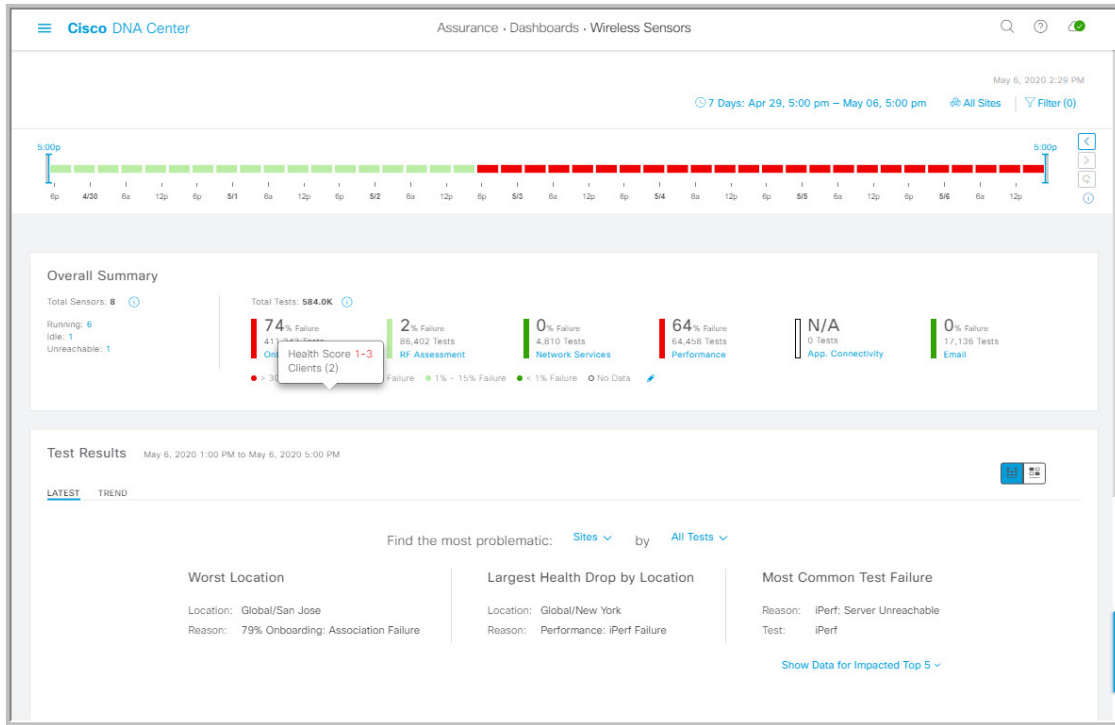 Cisco DNA Center
Assurance · Dashboards · Wireless Sensors
May 6, 2020 2:29 PM
7 Days: Apr 29, 5:00 pm – May 06, 5:00 pm All Sites Filter (0)
5:00p 5:00p
6p 4/30 6a 12p 6p 5/1 6a 12p 6p 5/2 6a 12p 6p 5/3 6a 12p 6p 5/4 6a 12p 6p 5/5 6a 12p 6p 5/6 6a 12p
Overall Summary
Total Sensors: 8
Running: 6
Idle: 1
Unreachable: 1
Total Tests: 584.0K
74% Failure
Health Score 1-3
Clients (2)
2% Failure
86,402 Tests
RF Assessment
0% Failure
4,810 Tests
Network Services
64% Failure
64,458 Tests
Performance
N/A
0 Tests
App. Connectivity
0% Failure
17,136 Tests
Email
Failure 1% ~ 15% Failure < 1% Failure No Data
Test Results May 6, 2020 1:00 PM to May 6, 2020 5:00 PM
LATEST TREND
Find the most problematic: Sites by All Tests
Worst Location
Location: Global/San Jose
Reason: 79% Onboarding: Association Failure
Largest Health Drop by Location
Location: Global/New York
Reason: Performance: iPerf Failure
Most Common Test Failure
Reason: iPerf: Server Unreachable
Test: iPerf
Show Data for Impacted Top 5